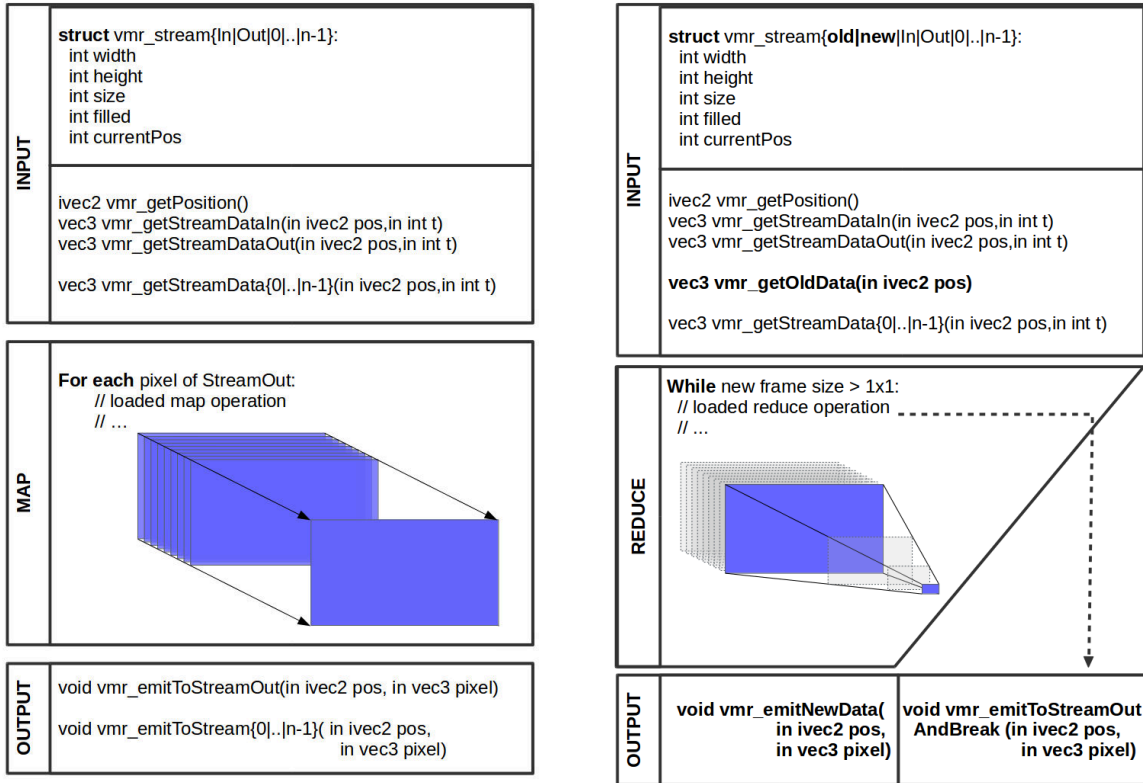 INPUT
struct vmr_stream{In|Out|0|..|n-1}:
int width
int height
int size
int filled
int currentPos
ivec2 vmr_getPosition()
vec3 vmr_getStreamDataIn(in ivec2 pos,in int t)
vec3 vmr_getStreamDataOut(in ivec2 pos,in int t)
vec3 vmr_getStreamData{0|..|n-1}(in ivec2 pos,in int t)
MAP
For each pixel of StreamOut:
// loaded map operation
// ...
OUTPUT
void vmr_emitToStreamOut(in ivec2 pos, in vec3 pixel)
void vmr_emitToStream{0|..|n-1}( in ivec2 pos,
in vec3 pixel)
INPUT
struct vmr_stream{old|new|In|Out|0|..|n-1}:
int width
int height
int size
int filled
int currentPos
ivec2 vmr_getPosition()
vec3 vmr_getStreamDataIn(in ivec2 pos,in int t)
vec3 vmr_getStreamDataOut(in ivec2 pos,in int t)
vec3 vmr_getOldData(in ivec2 pos)
vec3 vmr_getStreamData{0|..|n-1}(in ivec2 pos,in int t)
REDUCE
While new frame size > 1x1:
// loaded reduce operation
// ...
OUTPUT
void vmr_emitNewData(
in ivec2 pos,
in vec3 pixel)
void vmr_emitToStreamOut
AndBreak (in ivec2 pos,
in vec3 pixel)